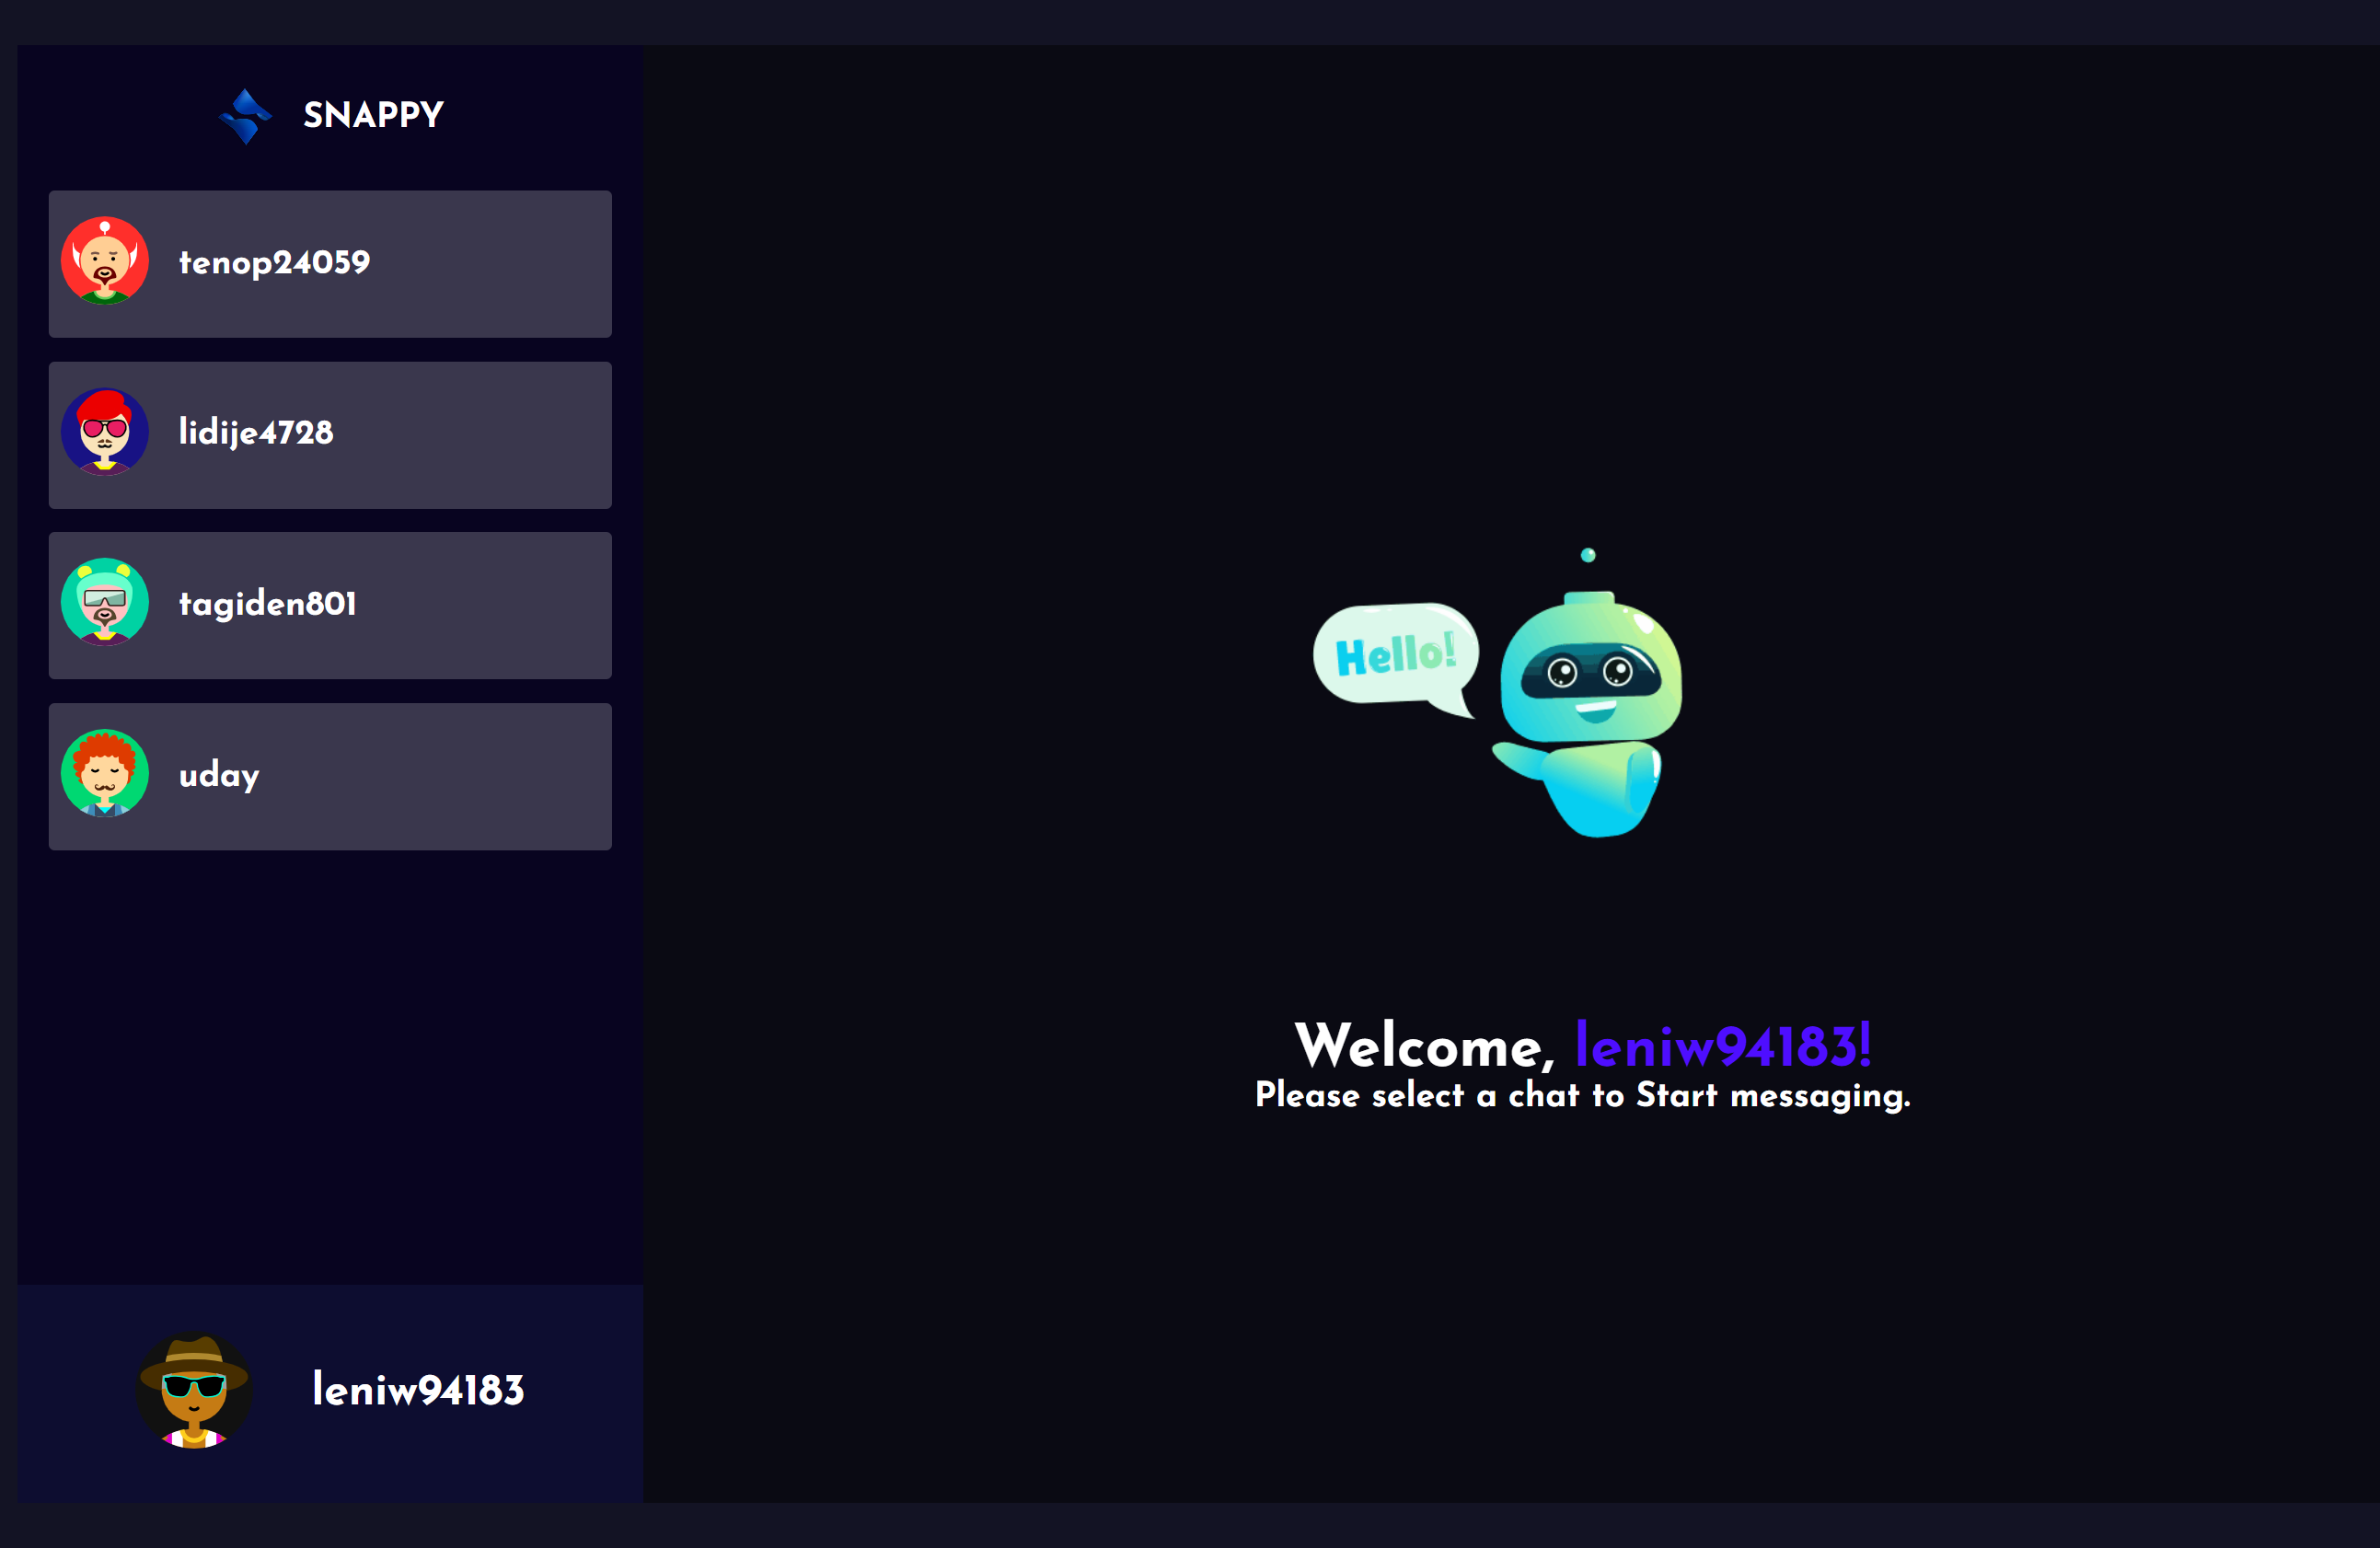 SNAPPY
tenop24059
lidije4728
tagiden801
uday
leniw94183
Hello!
Welcome, leniw94183!
Please select a chat to Start messaging.